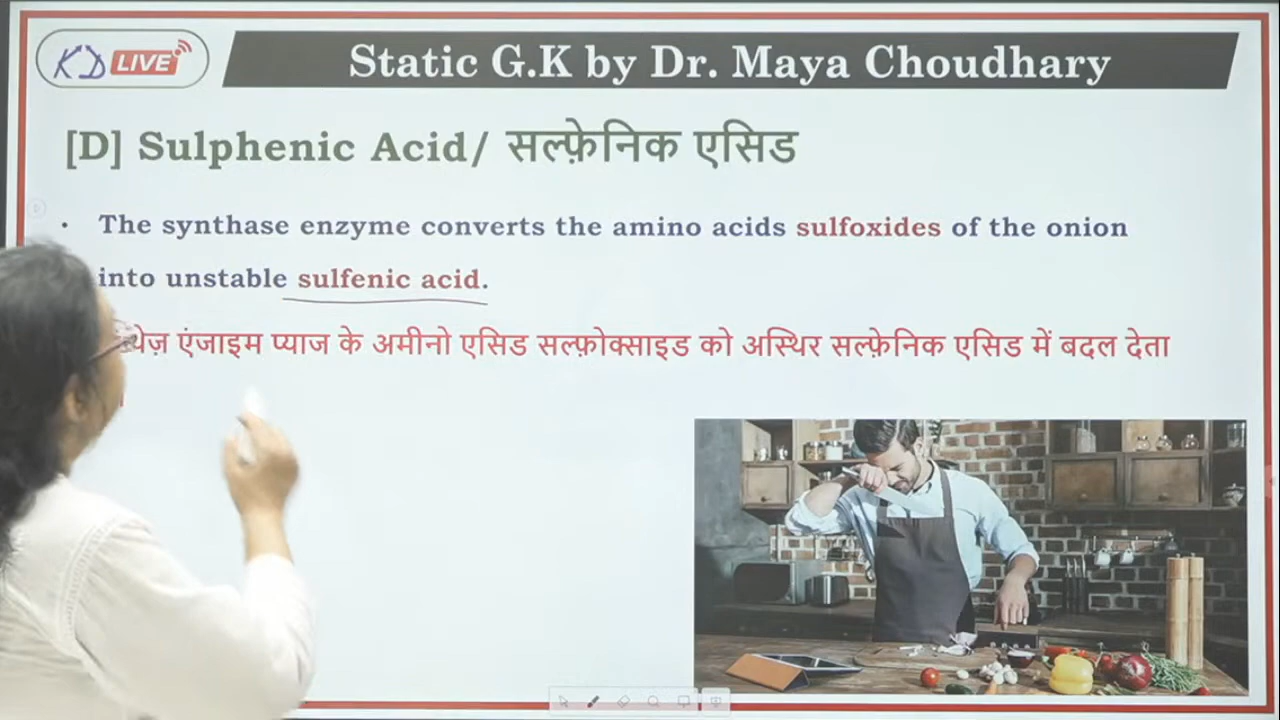 KD LIVE
Static G.K by Dr. Maya Choudhary
[D] Sulphenic Acid/ सल्फ़ेनिक एसिड
· The synthase enzyme converts the amino acids sulfoxides of the onion
into unstable sulfenic acid.
एंजाइम प्याज के अमीनो एसिड सल्फ़ोक्साइड को अस्थिर सल्फ़ेनिक एसिड में बदल देता